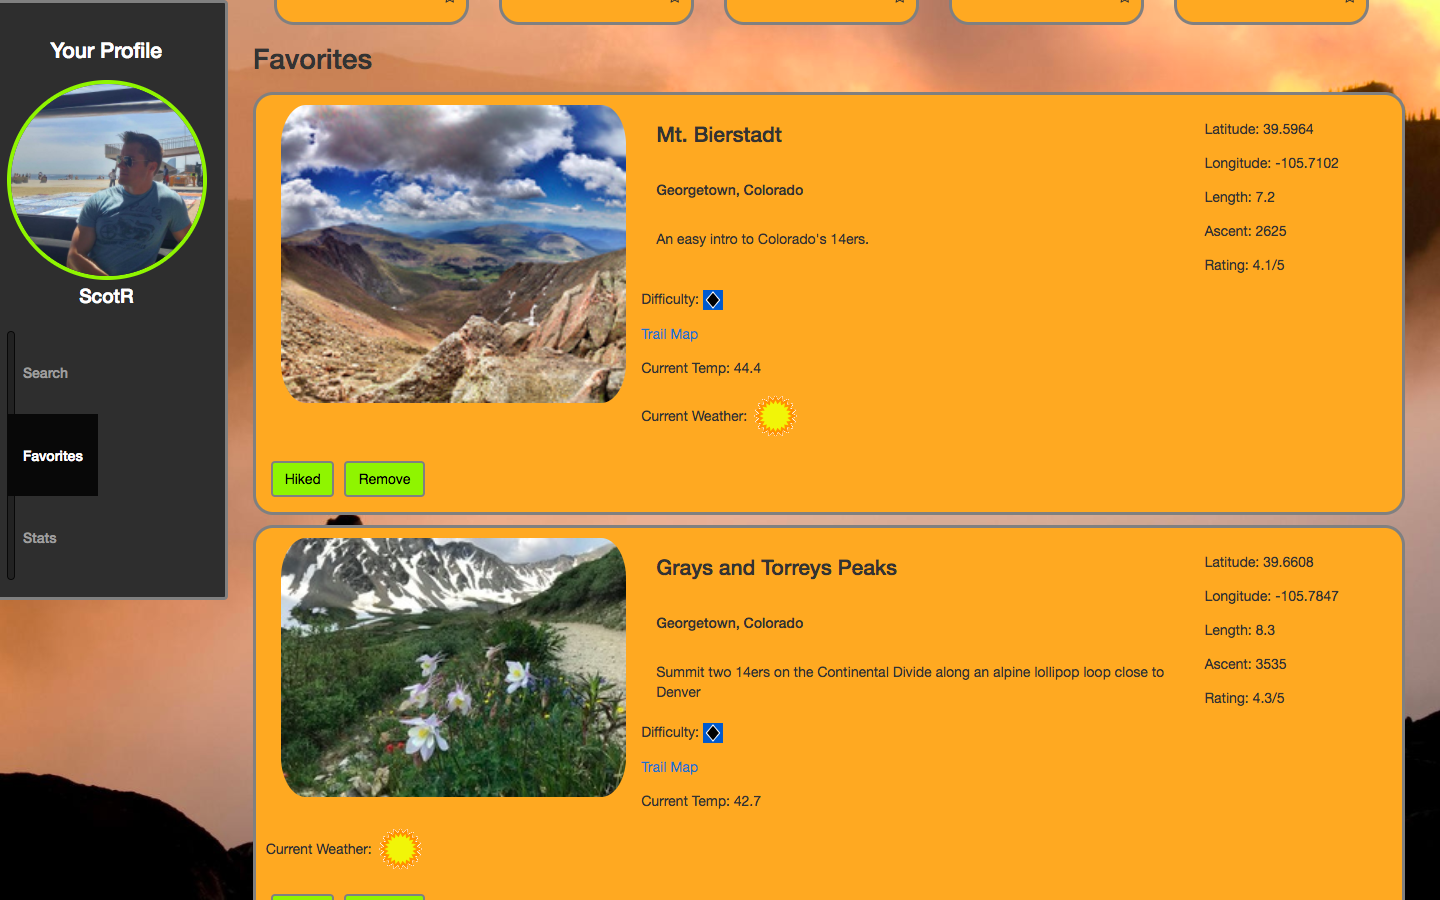 Your Profile
ScotR
Search
Favorites
Stats
Favorites
Mt. Bierstadt
Georgetown, Colorado
An easy intro to Colorado's 14ers.
Difficulty:
Trail Map
Current Temp: 44.4
Current Weather:
Latitude: 39.5964
Longitude: -105.7102
Length: 7.2
Ascent: 2625
Rating: 4.1/5
Hiked
Remove
Grays and Torreys Peaks
Georgetown, Colorado
Summit two 14ers on the Continental Divide along an alpine lollipop loop close to
Denver
Difficulty:
Trail Map
Current Temp: 42.7
Current Weather:
Latitude: 39.6608
Longitude: -105.7847
Length: 8.3
Ascent: 3535
Rating: 4.3/5